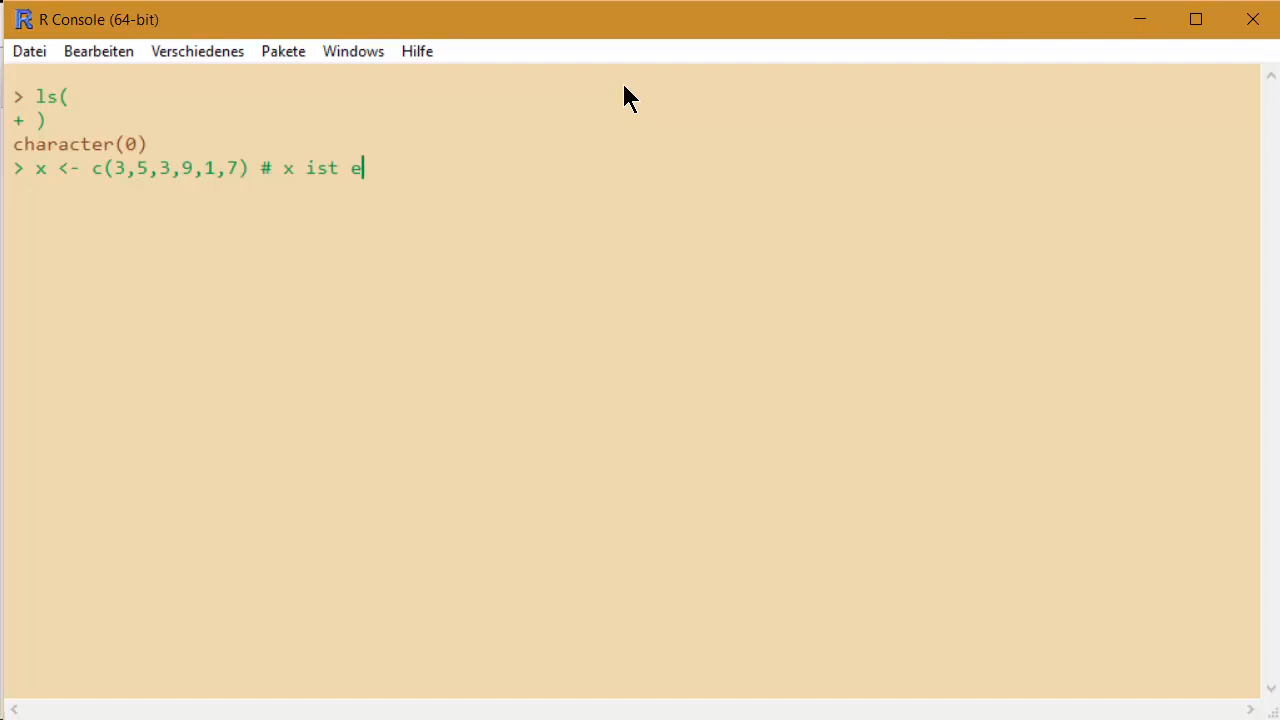 R Console (64-bit)
Datei Bearbeiten Verschiedenes Pakete Windows Hilfe
> ls(
+ )
character(0)
> x <- c(3,5,3,9,1,7) # x ist e